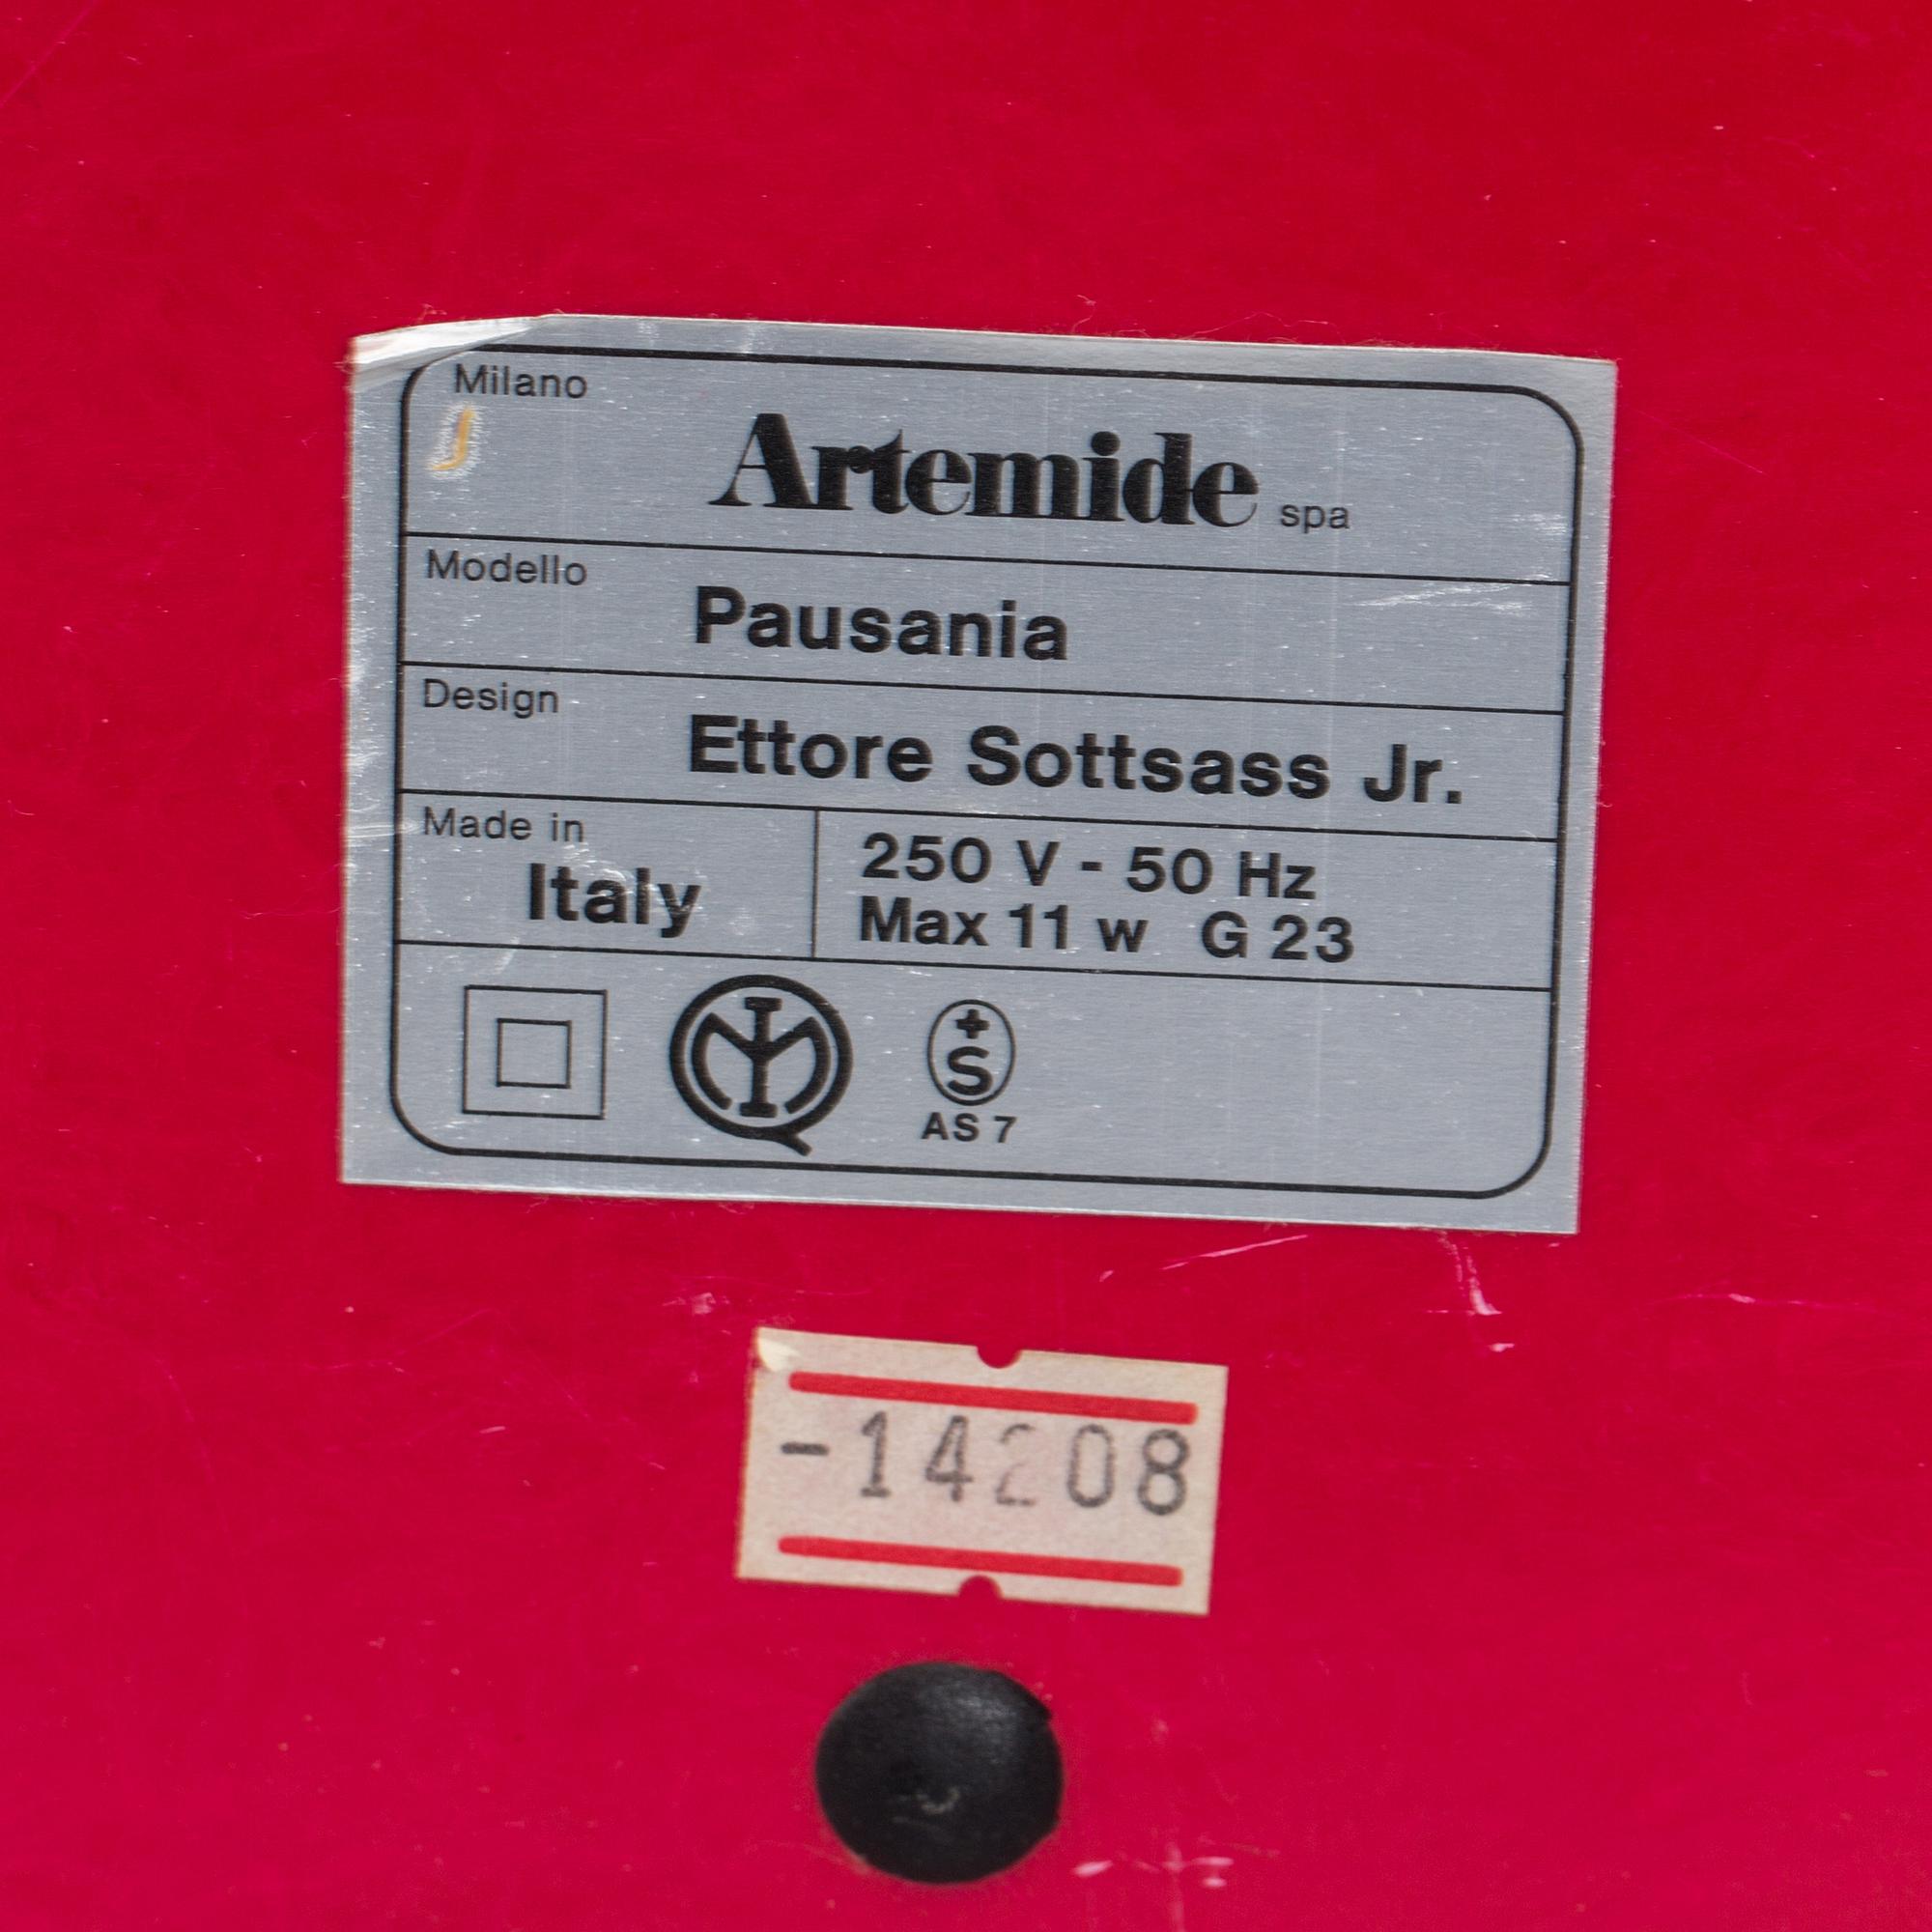 Milano
Artemide spa
Modello
Pausania
Design
Ettore Sottsass Jr.
Made in
Italy
250 V - 50 Hz
Max 11 w G 23
+
S
AS 7
-14208